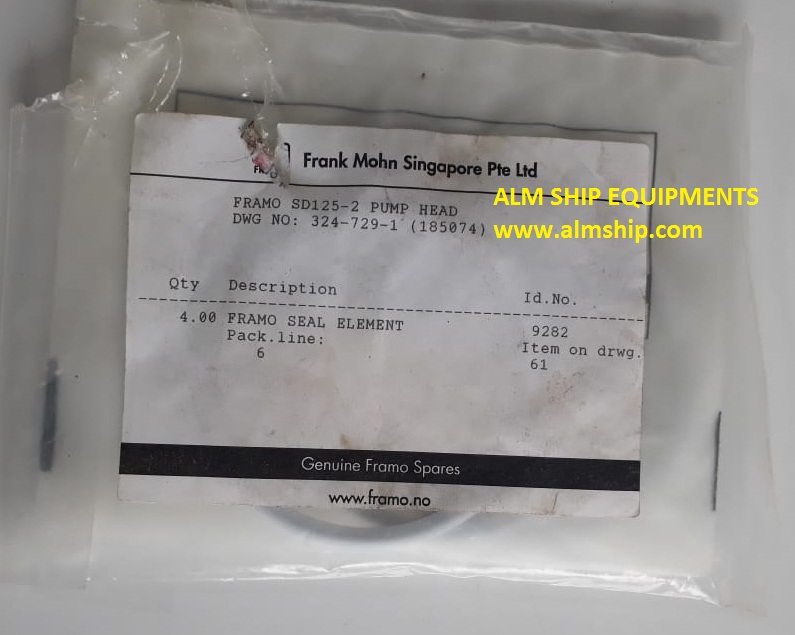 Frank Mohn Singapore Pte Ltd
FRAMO SD125-2 PUMP HEAD
DWG NO: 324-729-1 (185074)
ALM SHIP EQUIPMENTS
www.almship.com
Qty Description Id.No.
4.00 FRAMO SEAL ELEMENT 9282
Pack.line: Item on drwg.
6 61
Genuine Framo Spares
www.framo.no